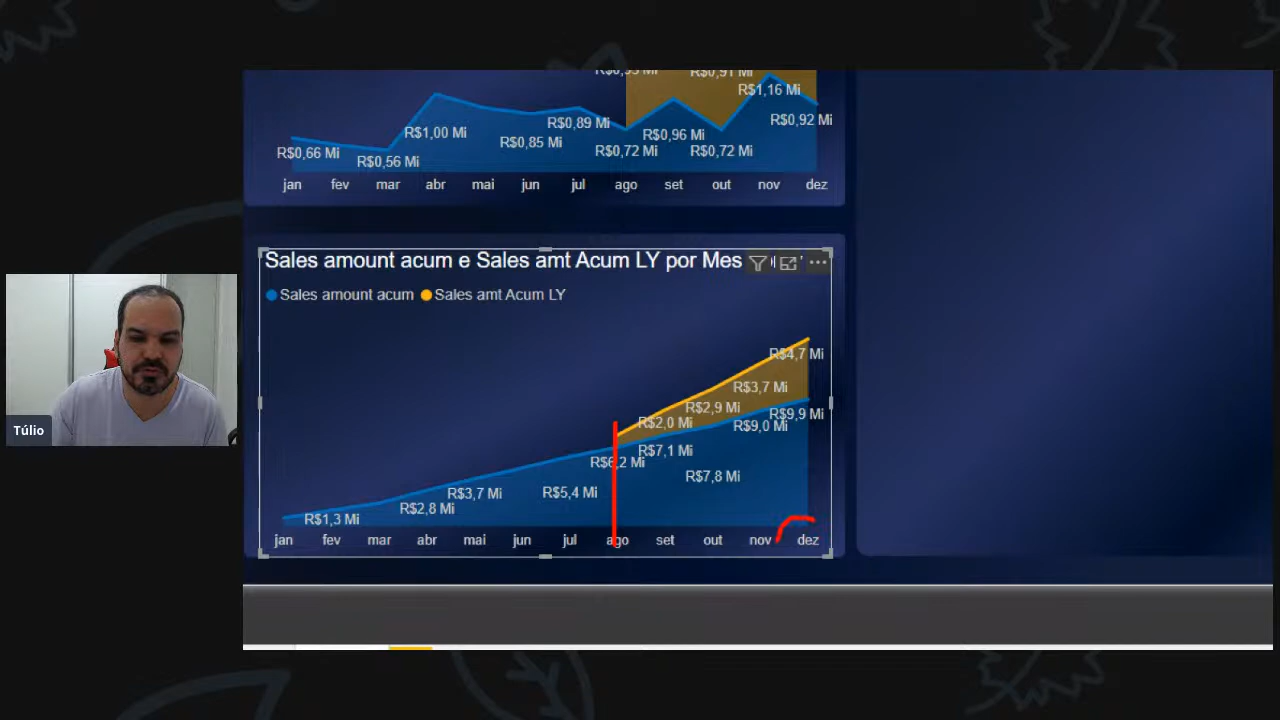 R$0,91 Mi
R$1,16 Mi
R$1,00 Mi
R$0,89 Mi
R$0,96 Mi
R$0,92 Mi
R$0,66 Mi
R$0,56 Mi
R$0,85 Mi
R$0,72 Mi
R$0,72 Mi
jan fev mar abr mai jun jul ago set out nov dez
Sales amount acum e Sales amt Acum LY por Mes
Sales amount acum Sales amt Acum LY
R$4,7 Mi
R$3,7 Mi
R$2,9 Mi
R$9,9 Mi
R$2,0 Mi
R$9,0 Mi
Túlio
R$7,1 Mi
R$6,2 Mi
R$7,8 Mi
R$5,4 Mi
R$3,7 Mi
R$2,8 Mi
R$1,3 Mi
jan fev mar abr mai jun jul ago set out nov dez